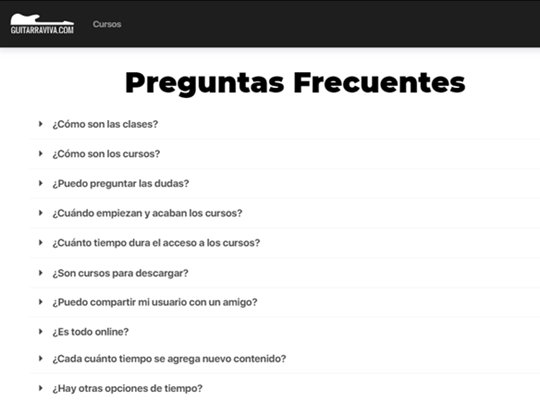 GUITARRAVIVA.COM
Cursos
Preguntas Frecuentes
¿Cómo son las clases?
¿Cómo son los cursos?
¿Puedo preguntar las dudas?
¿Cuándo empiezan y acaban los cursos?
¿Cuánto tiempo dura el acceso a los cursos?
¿Son cursos para descargar?
¿Puedo compartir mi usuario con un amigo?
¿Es todo online?
¿Cada cuánto tiempo se agrega nuevo contenido?
¿Hay otras opciones de tiempo?